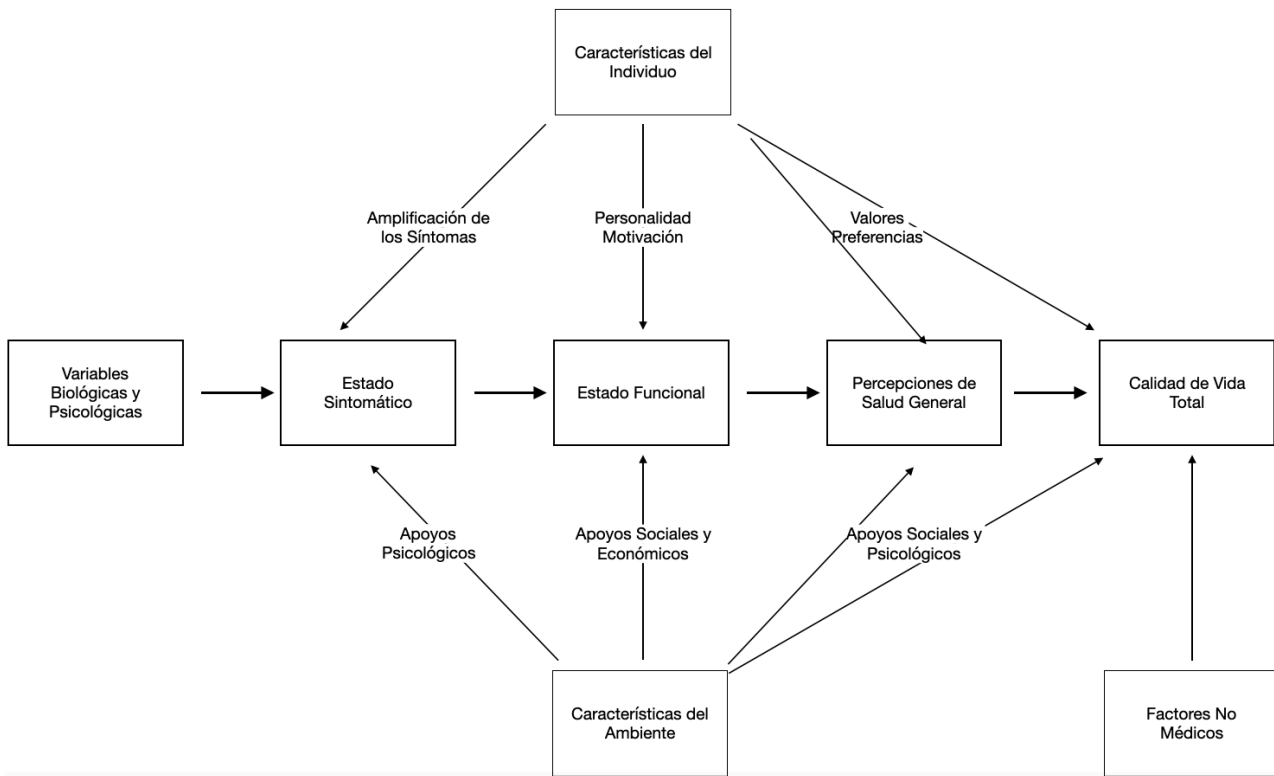 Características del
Individuo
Amplificación de
los Síntomas
Personalidad
Motivación
Valores
Preferencias
Variables
Biológicas y
Psicológicas
Estado
Sintomático
Estado Funcional
Percepciones de
Salud General
Calidad de Vida
Total
Apoyos
Psicológicos
Apoyos Sociales y
Económicos
Apoyos Sociales y
Psicológicos
Características del
Ambiente
Factores No
Médicos